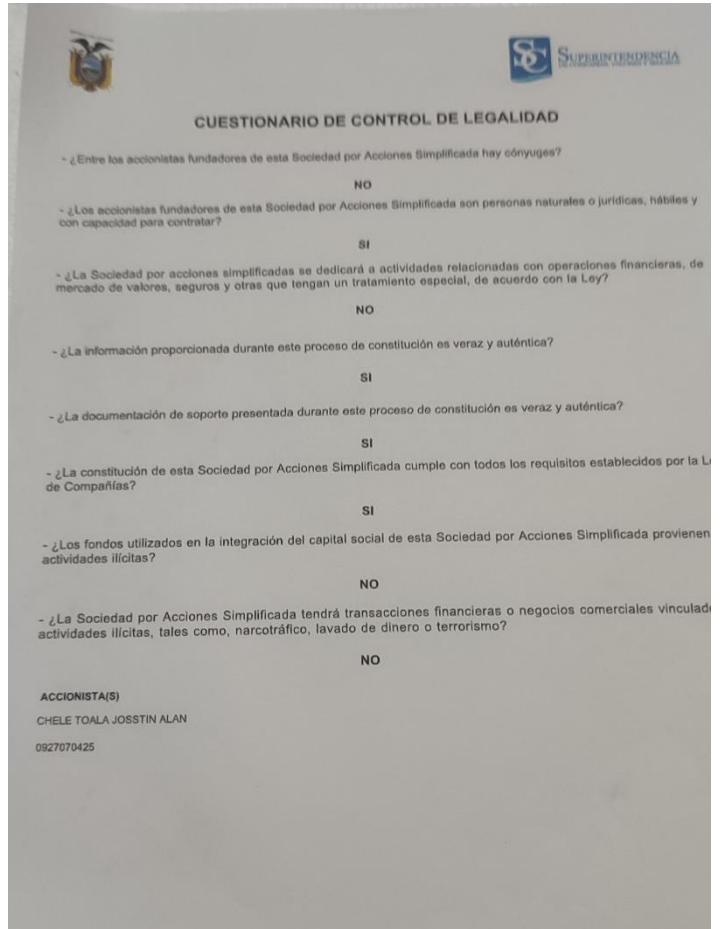 SC SUPERINTENDENCIA
DE COMPAÑÍAS, VALORES Y SEGUROS
CUESTIONARIO DE CONTROL DE LEGALIDAD
- ¿Entre los accionistas fundadores de esta Sociedad por Acciones Simplificada hay cónyuges?
NO
- ¿Los accionistas fundadores de esta Sociedad por Acciones Simplificada son personas naturales o jurídicas, hábiles y
con capacidad para contratar?
SI
- ¿La Sociedad por acciones simplificadas se dedicará a actividades relacionadas con operaciones financieras, de
mercado de valores, seguros y otras que tengan un tratamiento especial, de acuerdo con la Ley?
NO
- ¿La información proporcionada durante este proceso de constitución es veraz y auténtica?
SI
- ¿La documentación de soporte presentada durante este proceso de constitución es veraz y auténtica?
SI
- ¿La constitución de esta Sociedad por Acciones Simplificada cumple con todos los requisitos establecidos por la L
de Compañías?
SI
- ¿Los fondos utilizados en la integración del capital social de esta Sociedad por Acciones Simplificada provienen
actividades ilícitas?
NO
- ¿La Sociedad por Acciones Simplificada tendrá transacciones financieras o negocios comerciales vinculad
actividades ilícitas, tales como, narcotráfico, lavado de dinero o terrorismo?
NO
ACCIONISTA(S)
CHELE TOALA JOSSTIN ALAN
0927070425